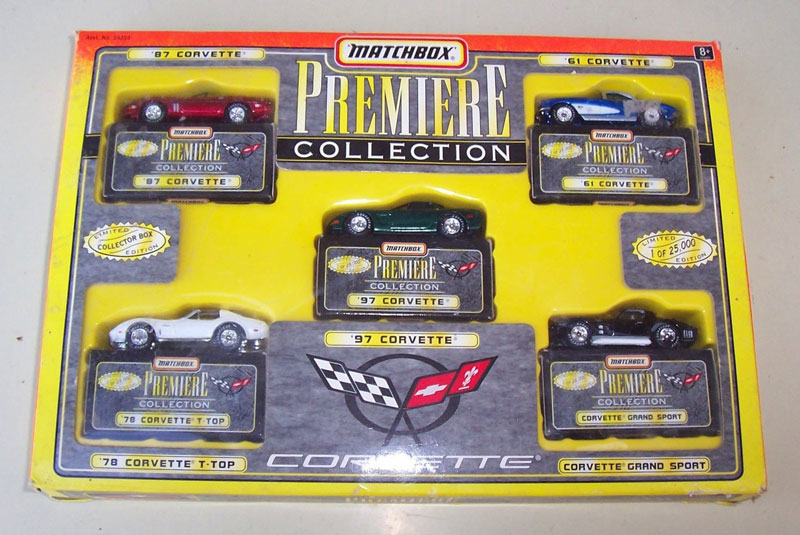 '87 CORVETTE
MATCHBOX
'61 CORVETTE
8+
PREMIERE
COLLECTION
MATCHBOX
PREMIERE
COLLECTION
'87 CORVETTE
MATCHBOX
PREMIERE
COLLECTION
'61 CORVETTE
LIMITED
COLLECTOR BOX
EDITION
MATCHBOX
PREMIERE
COLLECTION
'97 CORVETTE
LIMITED
1 OF 25,000
EDITION
'97 CORVETTE
MATCHBOX
PREMIERE
COLLECTION
'78 CORVETTE T-TOP
MATCHBOX
PREMIERE
COLLECTION
CORVETTE GRAND SPORT
'78 CORVETTE® T-TOP
CORVETTE®
CORVETTE® GRAND SPORT